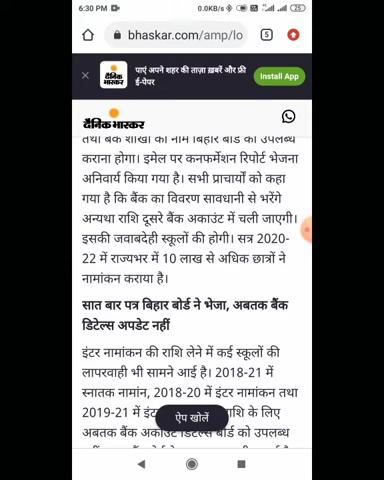 6:30 PM
0.0KB/s
25
bhaskar.com/amp/lo
5
दैनिक भास्कर
पाएं अपने शहर की ताज़ा ख़बरें और फ्री
ई-पेपर
Install App
दैनिक भास्कर
तथा बैंक शाखा का नाम बिहार बोर्ड को उपलब्ध
कराना होगा। इमेल पर कनफर्मेशन रिपोर्ट भेजना
अनिवार्य किया गया है। सभी प्राचार्यों को कहा
गया है कि बैंक का विवरण सावधानी से भरेंगे
अन्यथा राशि दूसरे बैंक अकाउंट में चली जाएगी।
इसकी जवाबदेही स्कूलों की होगी। सत्र 2020-
22 में राज्यभर में 10 लाख से अधिक छात्रों ने
नामांकन कराया है।
सात बार पत्र बिहार बोर्ड ने भेजा, अबतक बैंक
डिटेल्स अपडेट नहीं
इंटर नामांकन की राशि लेने में कई स्कूलों की
लापरवाही भी सामने आई है। 2018-21 में
स्नातक नामांन, 2018-20 में इंटर नामांकन तथा
2019-21 में राशि के लिए
ऐप खोलें
अबतक बैंक अकाउंट डिटेल्स बोर्ड को उपलब्ध